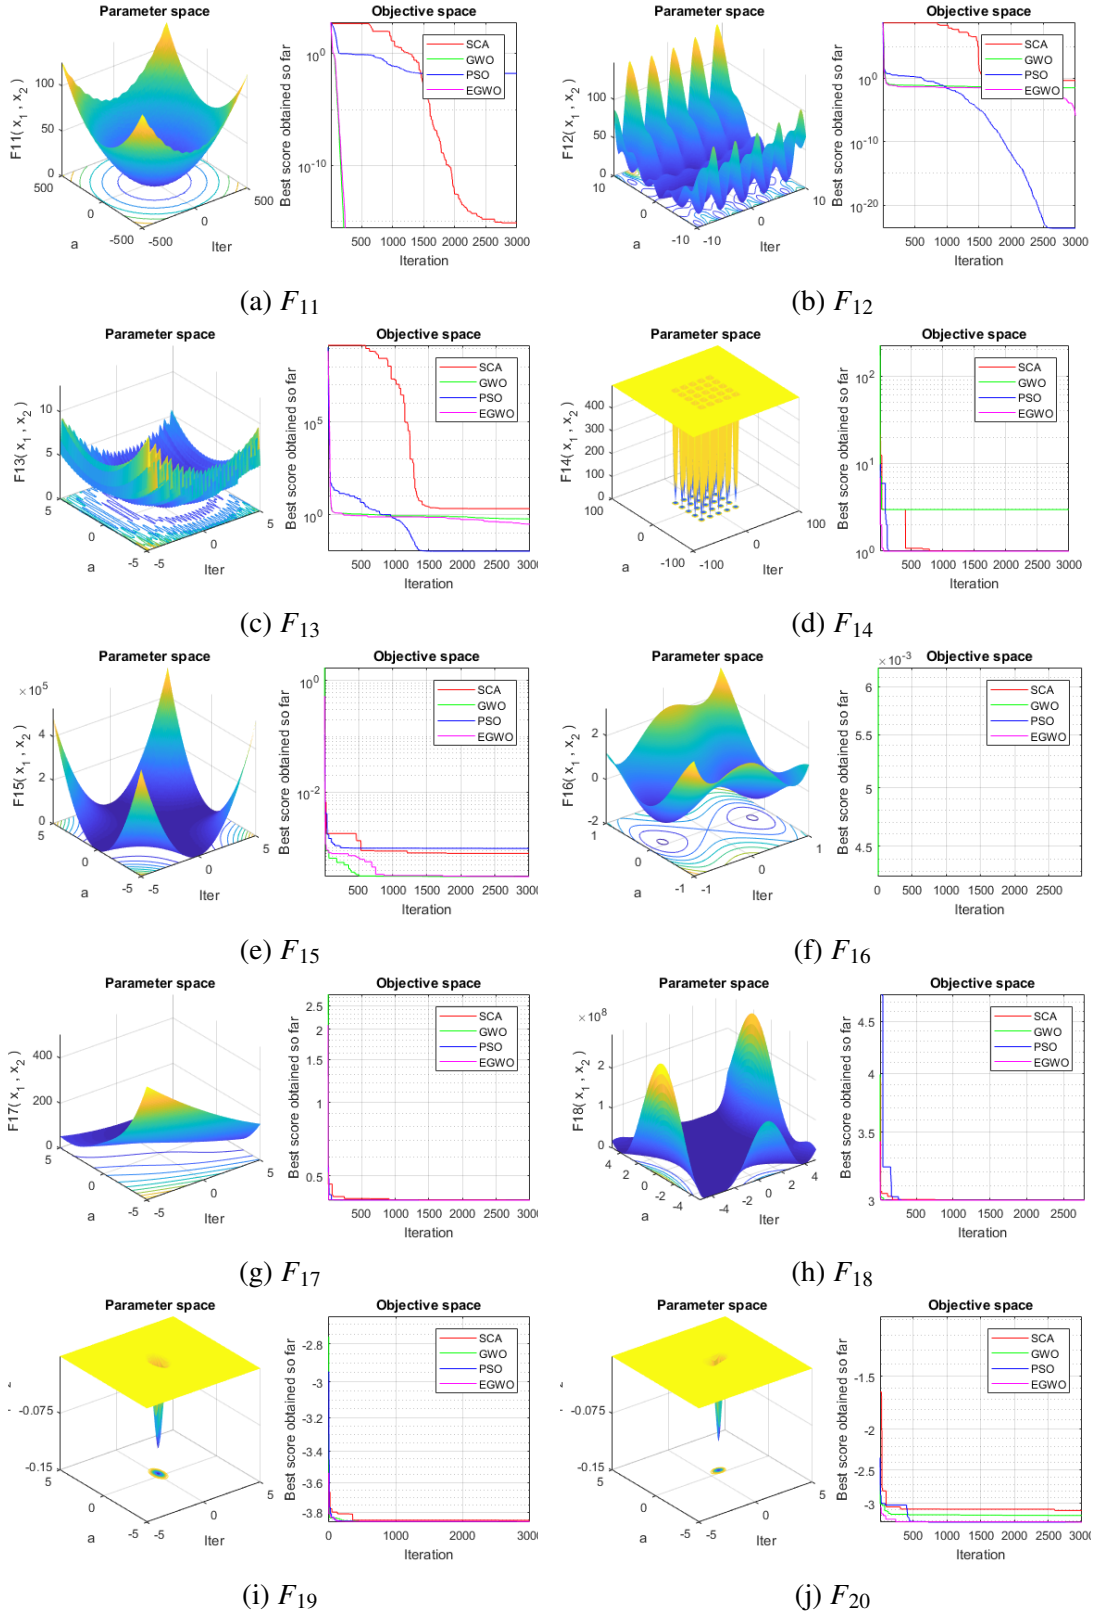 Parameter space
Objective space
F11( x1 , x2 )
100
50
0
500
0
-500
-500
0
500
a
Iter
Best score obtained so far
10^0
10^-10
500 1000 1500 2000 2500 3000
Iteration
SCA
GWO
PSO
EGWO
(a) F11
Parameter space
Objective space
F12( x1 , x2 )
100
50
0
10
0
-10
-10
0
10
a
Iter
Best score obtained so far
10^0
10^-10
10^-20
500 1000 1500 2000 2500 3000
Iteration
SCA
GWO
PSO
EGWO
(b) F12
Parameter space
Objective space
F13( x1 , x2 )
10
5
0
5
0
-5
-5
0
5
a
Iter
Best score obtained so far
10^5
10^0
0 500 1000 1500 2000 2500 3000
Iteration
SCA
GWO
PSO
EGWO
(c) F13
Parameter space
Objective space
F14( x1 , x2 )
400
300
200
100
0
100
0
-100
-100
0
100
a
Iter
Best score obtained so far
10^2
10^1
10^0
500 1000 1500 2000 2500 3000
Iteration
SCA
GWO
PSO
EGWO
(d) F14
Parameter space
Objective space
× 10^5
F15( x1 , x2 )
4
2
0
5
0
-5
-5
0
5
a
Iter
Best score obtained so far
10^0
10^-2
0 500 1000 1500 2000 2500 3000
Iteration
SCA
GWO
PSO
EGWO
(e) F15
Parameter space
Objective space
F16( x1 , x2 )
2
0
-2
1
0
-1
-1
0
1
a
Iter
Best score obtained so far
× 10^-3
6
5.5
5
4.5
0 500 1000 1500 2000 2500
Iteration
SCA
GWO
PSO
EGWO
(f) F16
Parameter space
Objective space
F17( x1 , x2 )
400
200
0
5
0
-5
-5
0
5
a
Iter
Best score obtained so far
2.5
2
1.5
1
0.5
0 500 1000 1500 2000 2500 3000
Iteration
SCA
GWO
PSO
EGWO
(g) F17
Parameter space
Objective space
× 10^8
F18( x1 , x2 )
2
1
0
4
2
0
-2
-4
-4
-2
0
2
4
a
Iter
Best score obtained so far
4.5
4
3.5
3
500 1000 1500 2000 2500
Iteration
SCA
GWO
PSO
EGWO
(h) F18
Parameter space
Objective space
-0.075
-0.15
5
0
-5
-5
0
5
a
Iter
Best score obtained so far
-2.8
-3
-3.2
-3.4
-3.6
-3.8
0 1000 2000 3000
Iteration
SCA
GWO
PSO
EGWO
(i) F19
Parameter space
Objective space
-0.075
-0.15
5
0
-5
-5
0
5
a
Iter
Best score obtained so far
-1.5
-2
-2.5
-3
500 1000 1500 2000 2500 3000
Iteration
SCA
GWO
PSO
EGWO
(j) F20